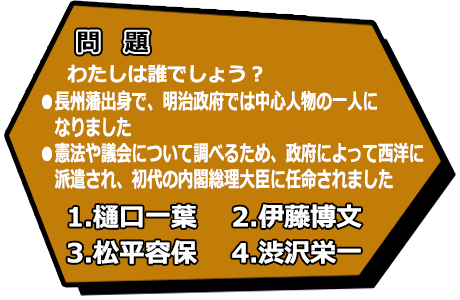 問 題
わたしは誰でしょう？
●長州藩出身で、明治政府では中心人物の一人に
なりました
●憲法や議会について調べるため、政府によって西洋に
派遣され、初代の内閣総理大臣に任命されました
1.樋口一葉 2.伊藤博文
3.松平容保 4.渋沢栄一